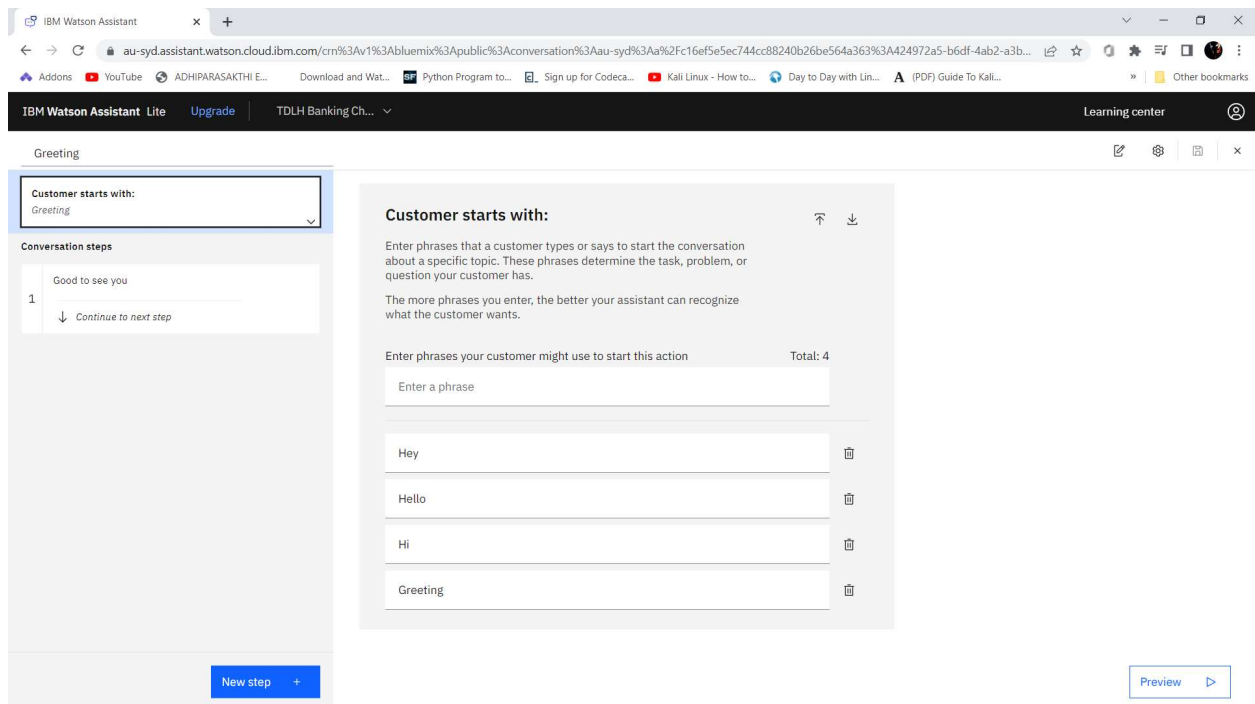 IBM Watson Assistant
au-syd.assistant.watson.cloud.ibm.com/crn%3Av1%3Abluemix%3Apublic%3Aconversation%3Aau-syd%3Aa%2Fc16ef5e5ec744cc88240b26be564a363%3A424972a5-b6df-4ab2-a3b...
Addons YouTube ADHIPARASAKTHI E... Download and Wat... SF Python Program to... Sign up for Codeca... Kali Linux - How to... Day to Day with Lin... A (PDF) Guide To Kali... » Other bookmarks
IBM Watson Assistant Lite Upgrade TDLH Banking Ch... Learning center
Greeting
Customer starts with:
Greeting
Conversation steps
1
Good to see you
Continue to next step
New step +
Customer starts with:
Enter phrases that a customer types or says to start the conversation
about a specific topic. These phrases determine the task, problem, or
question your customer has.
The more phrases you enter, the better your assistant can recognize
what the customer wants.
Enter phrases your customer might use to start this action Total: 4
Enter a phrase
Hey
Hello
Hi
Greeting
Preview